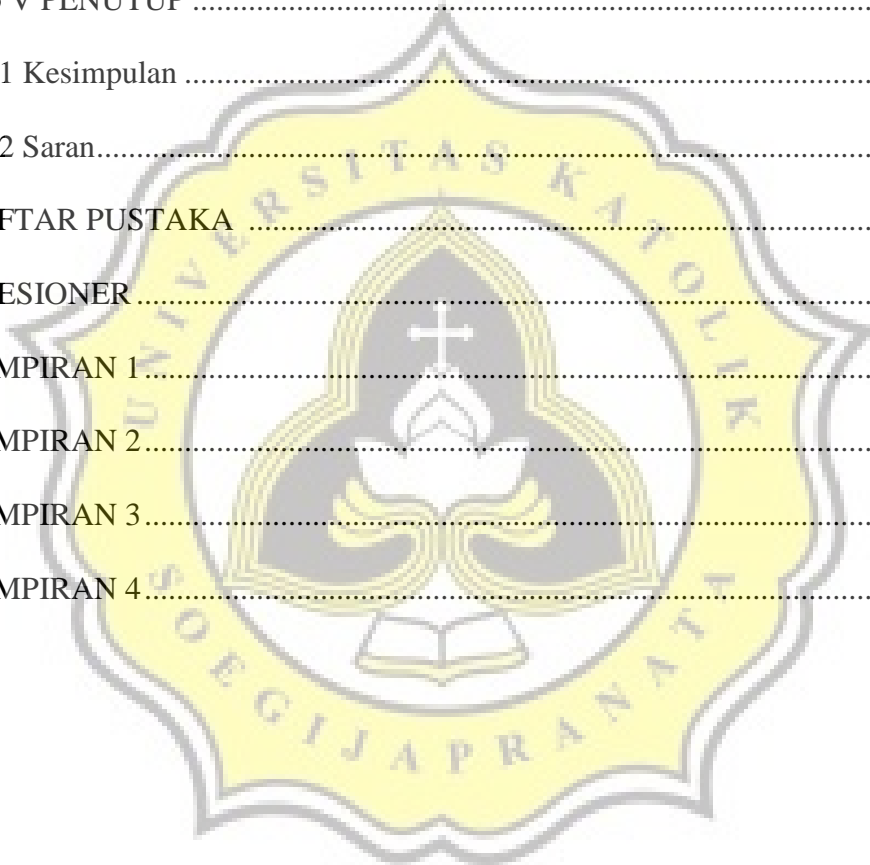 V PENUTUP ........................................................................
1 Kesimpulan ........................................................................
2 Saran........................................................................
FTAR PUSTAKA ........................................................................
ESIONER ........................................................................
MPIRAN 1 ........................................................................
MPIRAN 2 ........................................................................
MPIRAN 3 ........................................................................
MPIRAN 4 ........................................................................
UNIVERSITAS KATOLIK
SOEGIJAPRANATA